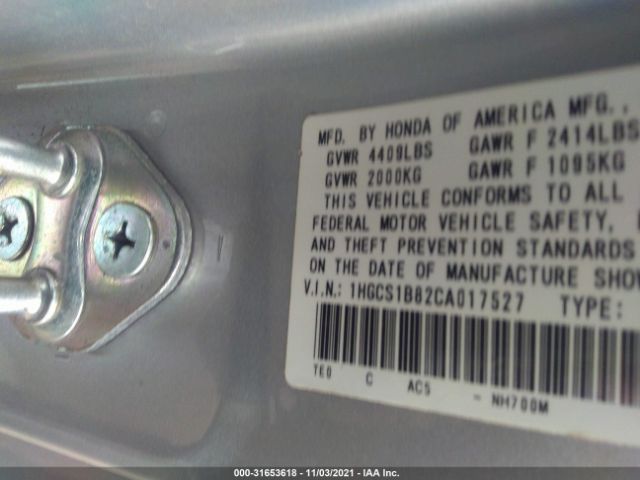 MFD. BY HONDA OF AMERICA MFG.,
GVWR 4409LBS GAWR F 2414LBS
GVWR 2000KG GAWR F 1095KG
THIS VEHICLE CONFORMS TO ALL
FEDERAL MOTOR VEHICLE SAFETY,
AND THEFT PREVENTION STANDARDS
ON THE DATE OF MANUFACTURE SHO
V.I.N.: 1HGCS1B82CA017527 TYPE:
TE0 C AC5 - NH700M
000-31653618 - 11/03/2021 - IAA Inc.